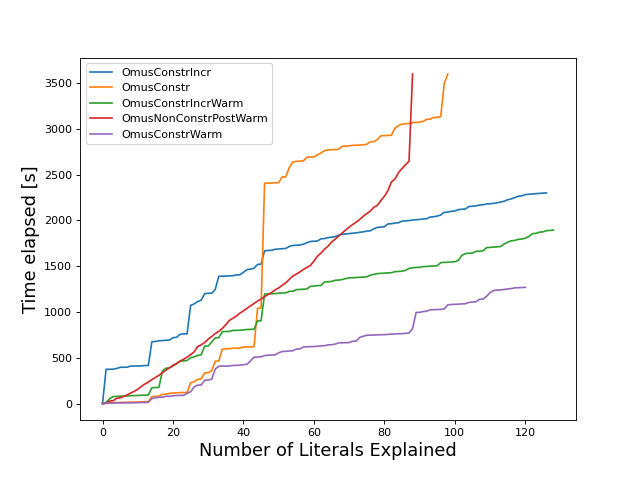 OmusConstrIncr
OmusConstr
OmusConstrIncrWarm
OmusNonConstrPostWarm
OmusConstrWarm
3500
3000
2500
2000
1500
1000
500
0
Time elapsed [s]
0 20 40 60 80 100 120
Number of Literals Explained